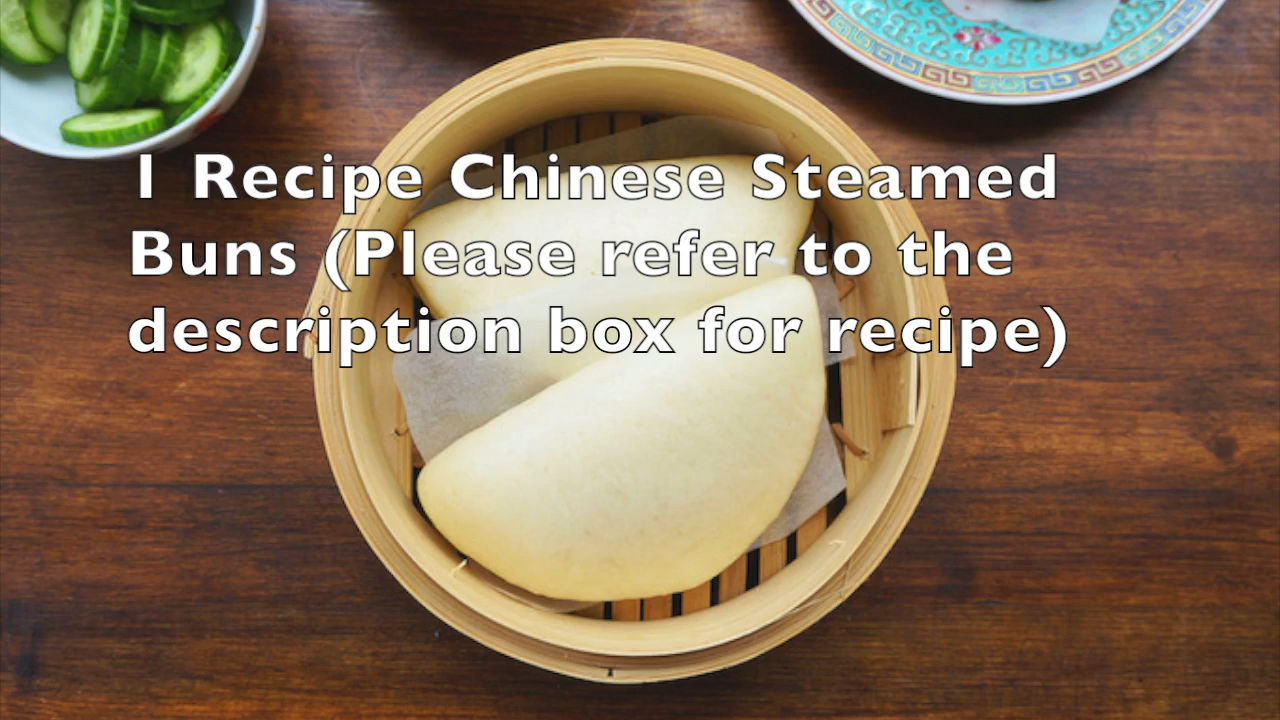 1 Recipe Chinese Steamed
Buns (Please refer to the
description box for recipe)